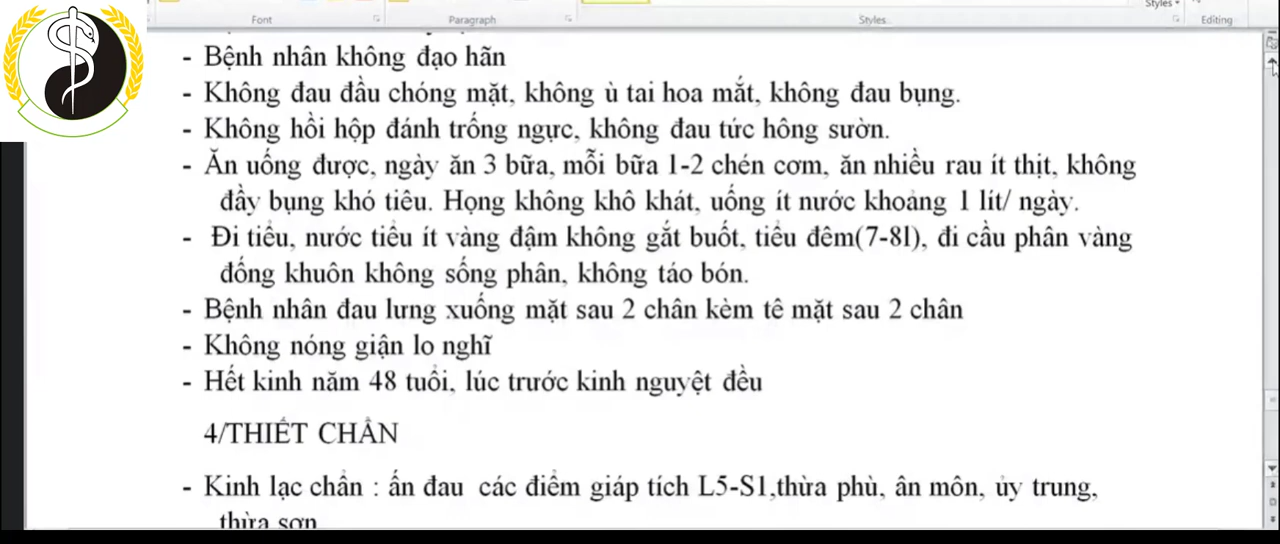 Styles
Font
Paragraph
Styles
Editing
- Bệnh nhân không đạo hãn
- Không đau đầu chóng mặt, không ù tai hoa mắt, không đau bụng.
- Không hồi hộp đánh trống ngực, không đau tức hông sườn.
- Ăn uống được, ngày ăn 3 bữa, mỗi bữa 1-2 chén cơm, ăn nhiều rau ít thịt, không
đầy bụng khó tiêu. Họng không khô khát, uống ít nước khoảng 1 lít/ ngày.
- Đi tiểu, nước tiểu ít vàng đậm không gắt buốt, tiểu đêm(7-8l), đi cầu phân vàng
đống khuôn không sống phân, không táo bón.
- Bệnh nhân đau lưng xuống mặt sau 2 chân kèm tê mặt sau 2 chân
- Không nóng giận lo nghĩ
- Hết kinh năm 48 tuổi, lúc trước kinh nguyệt đều
4/THIẾT CHẨN
- Kinh lạc chẩn : ấn đau các điểm giáp tích L5-S1,thừa phù, ân môn, ủy trung,
thừa sơn